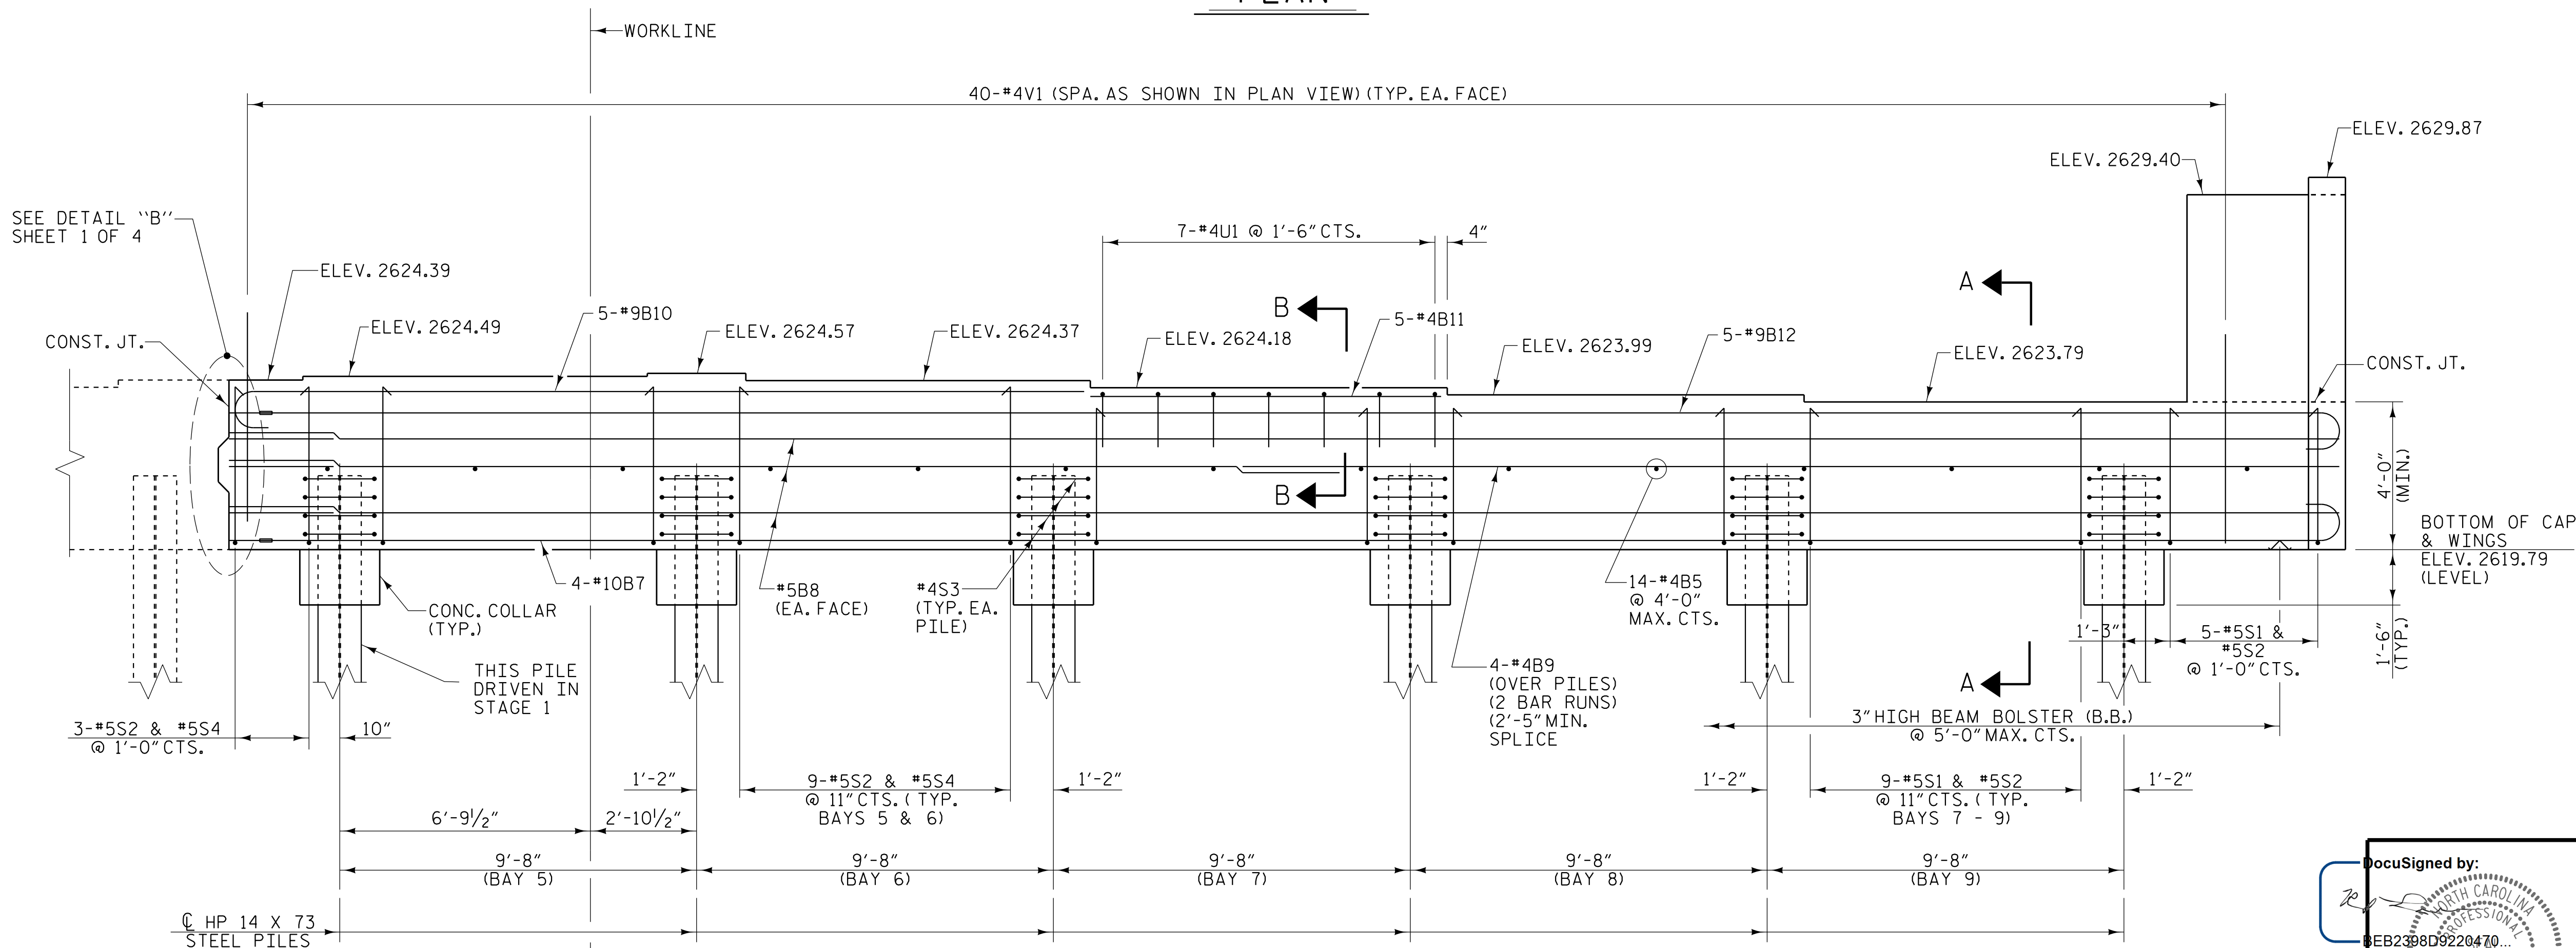 PLAN
WORKLINE
40-#4V1 (SPA. AS SHOWN IN PLAN VIEW) (TYP. EA. FACE)
ELEV. 2629.87
ELEV. 2629.40
SEE DETAIL "B"
SHEET 1 OF 4
7-#4U1 @ 1'-6" CTS.
4"
ELEV. 2624.39
A
B
5-#9B10
ELEV. 2624.49
ELEV. 2624.57
ELEV. 2624.37
ELEV. 2624.18
5-#4B11
ELEV. 2623.99
5-#9B12
ELEV. 2623.79
CONST. JT.
CONST. JT.
4'-0"
(MIN.)
B
BOTTOM OF CAP
& WINGS
ELEV. 2619.79
(LEVEL)
4-#10B7
#5B8
(EA. FACE)
#4S3
(TYP. EA.
PILE)
14-#4B5
@ 4'-0"
MAX. CTS.
CONC. COLLAR
(TYP.)
1'-3"
5-#5S1 &
#5S2
@ 1'-0" CTS.
1'-6"
(TYP.)
THIS PILE
DRIVEN IN
STAGE 1
4-#4B9
(OVER PILES)
(2 BAR RUNS)
(2'-5" MIN.
SPLICE
A
3-#5S2 & #5S4
@ 1'-0" CTS.
10"
3" HIGH BEAM BOLSTER (B.B.)
@ 5'-0" MAX. CTS.
1'-2"
9-#5S2 & #5S4
@ 11" CTS. ( TYP.
BAYS 5 & 6)
1'-2"
1'-2"
9-#5S1 & #5S2
@ 11" CTS. ( TYP.
BAYS 7 - 9)
1'-2"
6'-9½"
2'-10½"
9'-8"
(BAY 5)
9'-8"
(BAY 6)
9'-8"
(BAY 7)
9'-8"
(BAY 8)
9'-8"
(BAY 9)
℄ HP 14 X 73
STEEL PILES
DocuSigned by:
NORTH CAROLINA
PROFESSIONAL
BEB2398D9220470...